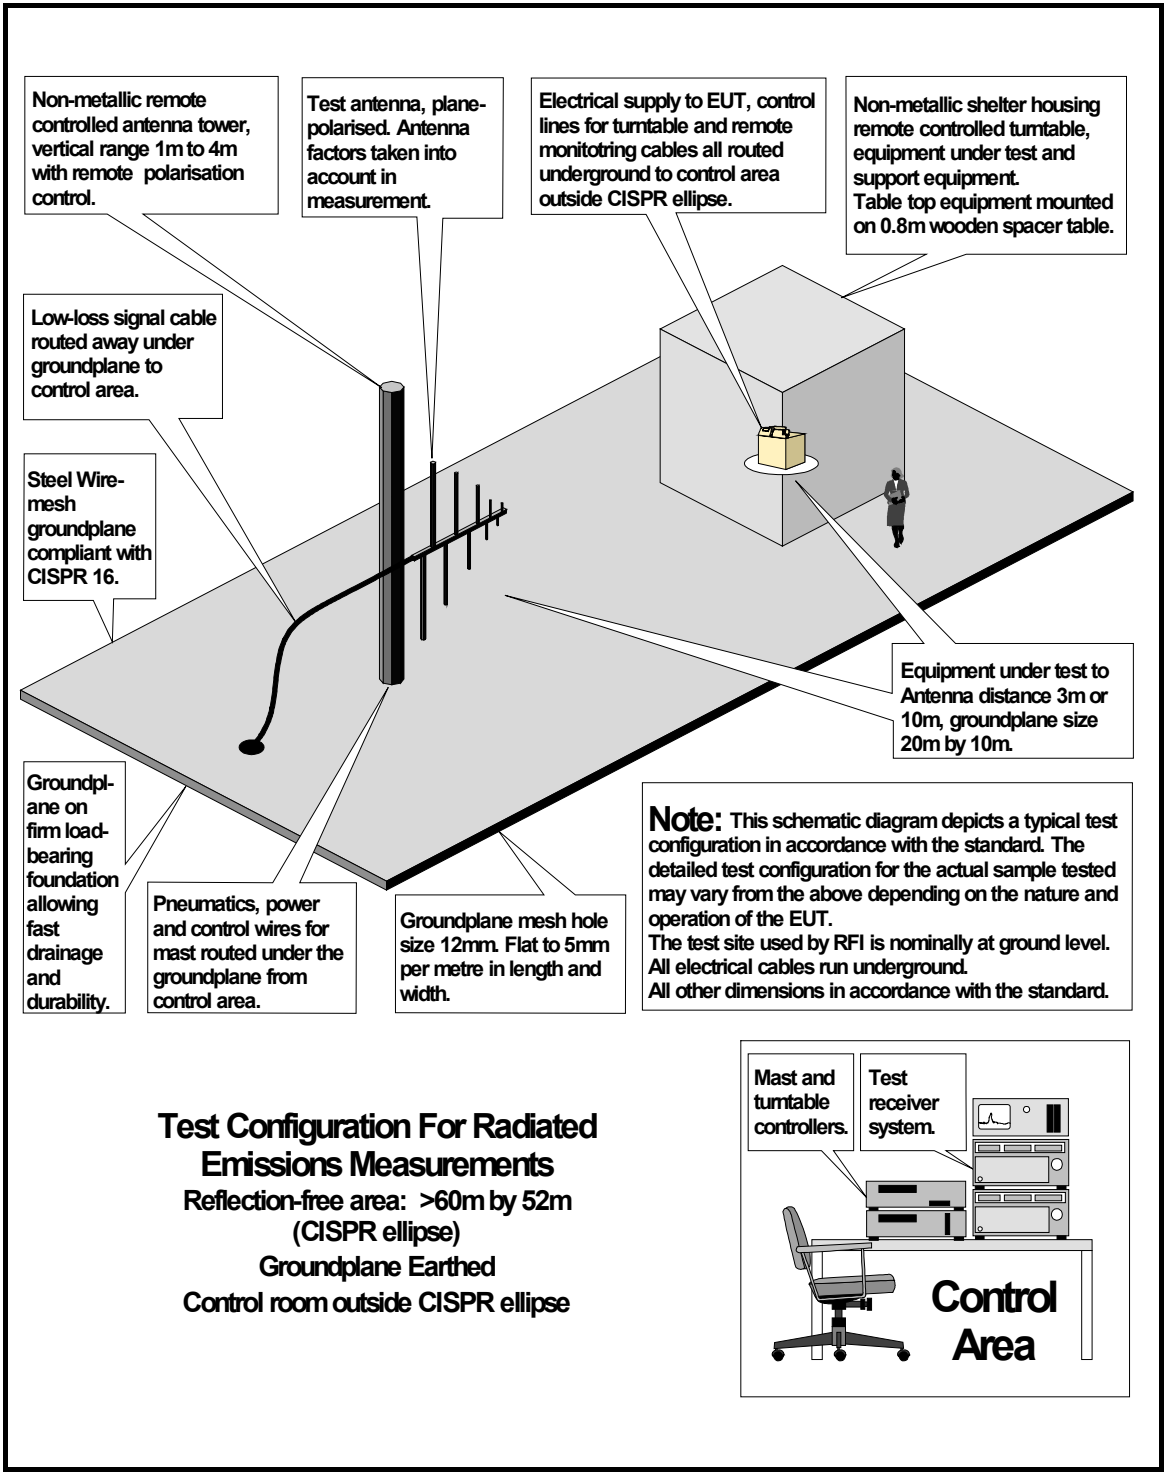 Non-metallic remote
controlled antenna tower,
vertical range 1m to 4m
with remote polarisation
control.
Test antenna, plane-
polarised. Antenna
factors taken into
account in
measurement.
Electrical supply to EUT, control
lines for turntable and remote
monitotring cables all routed
underground to control area
outside CISPR ellipse.
Non-metallic shelter housing
remote controlled turntable,
equipment under test and
support equipment.
Table top equipment mounted
on 0.8m wooden spacer table.
Low-loss signal cable
routed away under
groundplane to
control area.
Steel Wire-
mesh
groundplane
compliant with
CISPR 16.
Equipment under test to
Antenna distance 3m or
10m, groundplane size
20m by 10m.
Groundpl-
ane on
firm load-
bearing
foundation
allowing
fast
drainage
and
durability.
Pneumatics, power
and control wires for
mast routed under the
groundplane from
control area.
Groundplane mesh hole
size 12mm. Flat to 5mm
per metre in length and
width.
Note: This schematic diagram depicts a typical test
configuration in accordance with the standard. The
detailed test configuration for the actual sample tested
may vary from the above depending on the nature and
operation of the EUT.
The test site used by RFI is nominally at ground level.
All electrical cables run underground.
All other dimensions in accordance with the standard.
Test Configuration For Radiated
Emissions Measurements
Reflection-free area: >60m by 52m
(CISPR ellipse)
Groundplane Earthed
Control room outside CISPR ellipse
Mast and
turntable
controllers.
Test
receiver
system.
Control
Area